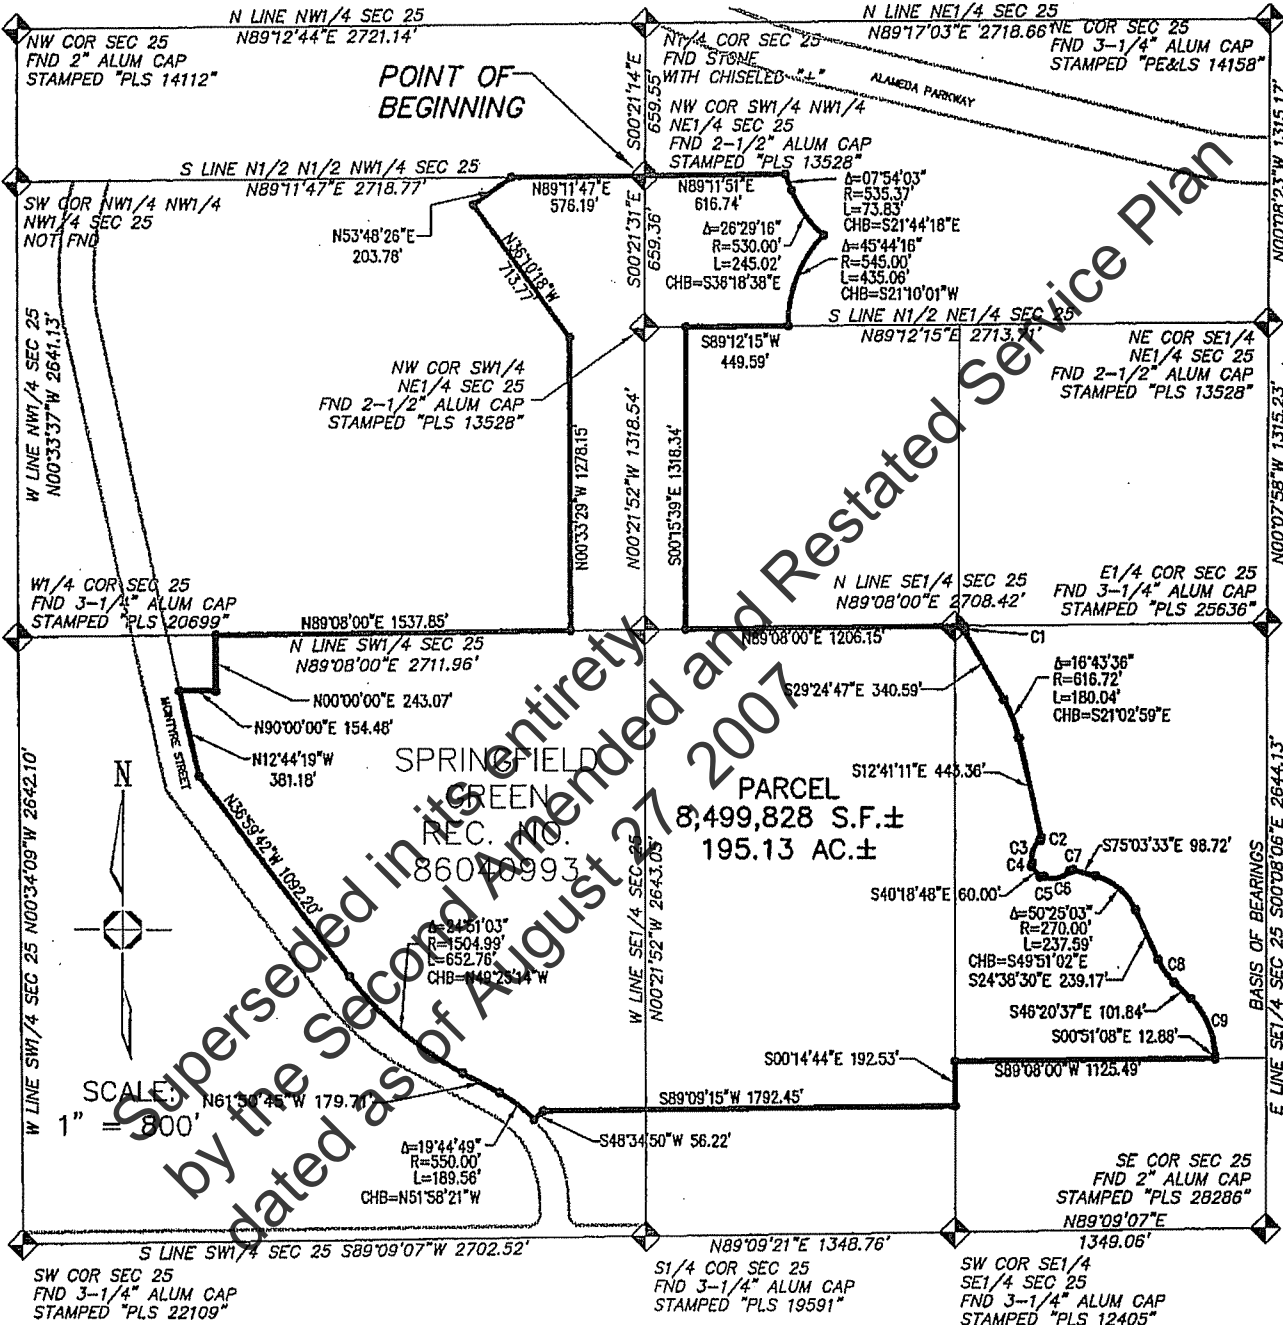 N LINE NW1/4 SEC 25
N89°12'44"E 2721.14'
N LINE NE1/4 SEC 25
N89°17'03"E 2718.66'
NW COR SEC 25
FND 2" ALUM CAP
STAMPED "PLS 14112"
POINT OF
BEGINNING
S00°21'14"E
659.55'
N1/4 COR SEC 25
FND STONE
WITH CHISELED
NE COR SEC 25
FND 3-1/4" ALUM CAP
STAMPED "PE&LS 14158"
ALAMEDA PARKWAY
NW COR SW1/4 NW1/4
NE1/4 SEC 25
FND 2-1/2" ALUM CAP
STAMPED "PLS 13528"
N00°08'23"W 1315.17'
S LINE N1/2 N1/2 NW1/4 SEC 25
N89°11'47"E 2718.77'
SW COR NW1/4 NW1/4
NW1/4 SEC 25
NOT FND
N89°11'47"E
576.19'
N89°11'51"E
616.74'
Δ=07°54'03"
R=535.37'
L=73.83'
CHB=S21°44'18"E
N53°48'26"E
203.78'
N36°10'18"W
713.77'
S00°21'31"E
659.36'
Δ=26°29'16"
R=530.00'
L=245.02'
CHB=S36°18'38"E
Δ=45°44'16"
R=545.00'
L=435.06'
CHB=S21°10'01"W
S LINE N1/2 NE1/4 SEC 25
N89°12'15"E 2713.71'
S89°12'15"W
449.59'
W LINE NW1/4 SEC 25
N00°33'37"W 2641.13'
NW COR SW1/4
NE1/4 SEC 25
FND 2-1/2" ALUM CAP
STAMPED "PLS 13528"
NE COR SE1/4
NE1/4 SEC 25
FND 2-1/2" ALUM CAP
STAMPED "PLS 13528"
N00°33'29"W 1278.15'
N00°21'52"W 1318.54'
S00°15'39"E 1318.34'
N00°07'58"W 1315.23'
W1/4 COR SEC 25
FND 3-1/4" ALUM CAP
STAMPED "PLS 20699"
N LINE SE1/4 SEC 25
N89°08'00"E 2708.42'
E1/4 COR SEC 25
FND 3-1/4" ALUM CAP
STAMPED "PLS 25636"
N89°08'00"E 1537.85'
N LINE SW1/4 SEC 25
N89°08'00"E 2711.96'
N89°08'00"E 1206.15'
C1
N00°00'00"E 243.07'
N90°00'00"E 154.48'
N12°44'19"W
381.18'
MCINTYRE STREET
S29°24'47"E 340.59'
Δ=16°43'36"
R=616.72'
L=180.04'
CHB=S21°02'59"E
SPRINGFIELD
GREEN
REC. NO.
86040993
PARCEL
8,499,828 S.F.±
195.13 AC.±
S12°41'11"E 443.36'
N
W LINE SW1/4 SEC 25 N00°34'09"W 2642.10'
N36°59'42"W 1092.20'
C2
C3
C4
C5
C6
C7
S75°03'33"E 98.72'
S40°18'48"E 60.00'
Δ=50°25'03"
R=270.00'
L=237.59'
CHB=S49°51'02"E
S24°38'30"E 239.17'
C8
S46°20'37"E 101.84'
C9
S00°51'08"E 12.88'
Δ=24°51'03"
R=1504.99'
L=652.76'
CHB=N49°25'14"W
W LINE SE1/4 SEC 25
N00°21'52"W 2643.05'
BASIS OF BEARINGS
E LINE SE1/4 SEC 25 S00°08'06"E 2644.13'
S00°14'44"E 192.53'
S89°08'00"W 1125.49'
SCALE:
1" = 800'
N61°50'45"W 179.71'
S89°09'15"W 1792.45'
S48°34'50"W 56.22'
Δ=19°44'49"
R=550.00'
L=189.56'
CHB=N51°58'21"W
SE COR SEC 25
FND 2" ALUM CAP
STAMPED "PLS 28286"
S LINE SW1/4 SEC 25 S89°09'07"W 2702.52'
N89°09'21"E 1348.76'
N89°09'07"E
1349.06'
SW COR SEC 25
FND 3-1/4" ALUM CAP
STAMPED "PLS 22109"
S1/4 COR SEC 25
FND 3-1/4" ALUM CAP
STAMPED "PLS 19591"
SW COR SE1/4
SE1/4 SEC 25
FND 3-1/4" ALUM CAP
STAMPED "PLS 12405"
Superseded in its entirety
by the Second Amended and Restated Service Plan
dated as of August 27, 2007